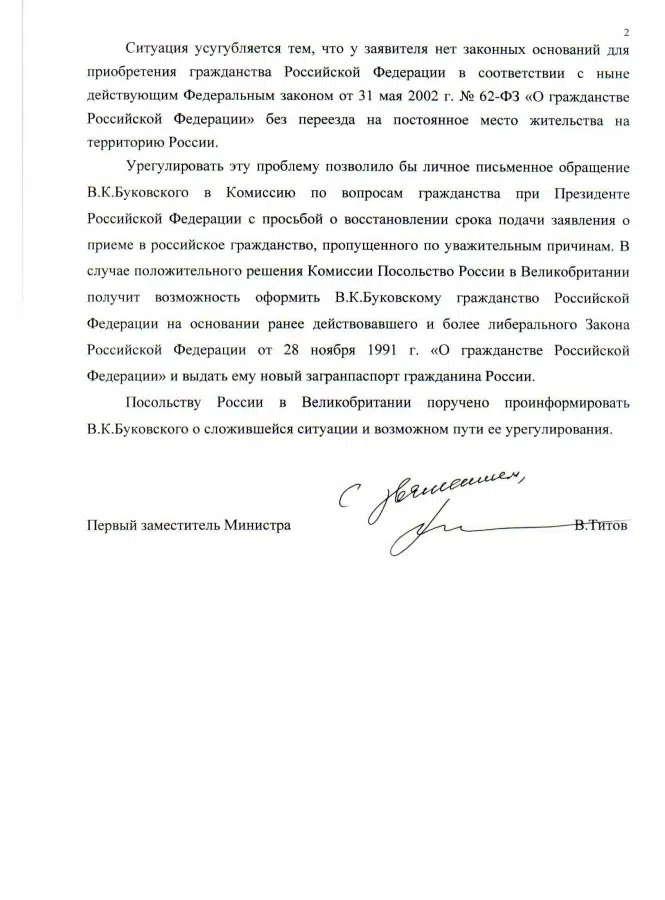 2
Ситуация усугубляется тем, что у заявителя нет законных оснований для
приобретения гражданства Российской Федерации в соответствии с ныне
действующим Федеральным законом от 31 мая 2002 г. № 62-ФЗ «О гражданстве
Российской Федерации» без переезда на постоянное место жительства на
территорию России.
Урегулировать эту проблему позволило бы личное письменное обращение
В.К.Буковского в Комиссию по вопросам гражданства при Президенте
Российской Федерации с просьбой о восстановлении срока подачи заявления о
приеме в российское гражданство, пропущенного по уважительным причинам. В
случае положительного решения Комиссии Посольство России в Великобритании
получит возможность оформить В.К.Буковскому гражданство Российской
Федерации на основании ранее действовавшего и более либерального Закона
Российской Федерации от 28 ноября 1991 г. «О гражданстве Российской
Федерации» и выдать ему новый загранпаспорт гражданина России.
Посольству России в Великобритании поручено проинформировать
В.К.Буковского о сложившейся ситуации и возможном пути ее урегулирования.
С уважением,
Первый заместитель Министра В.Титов